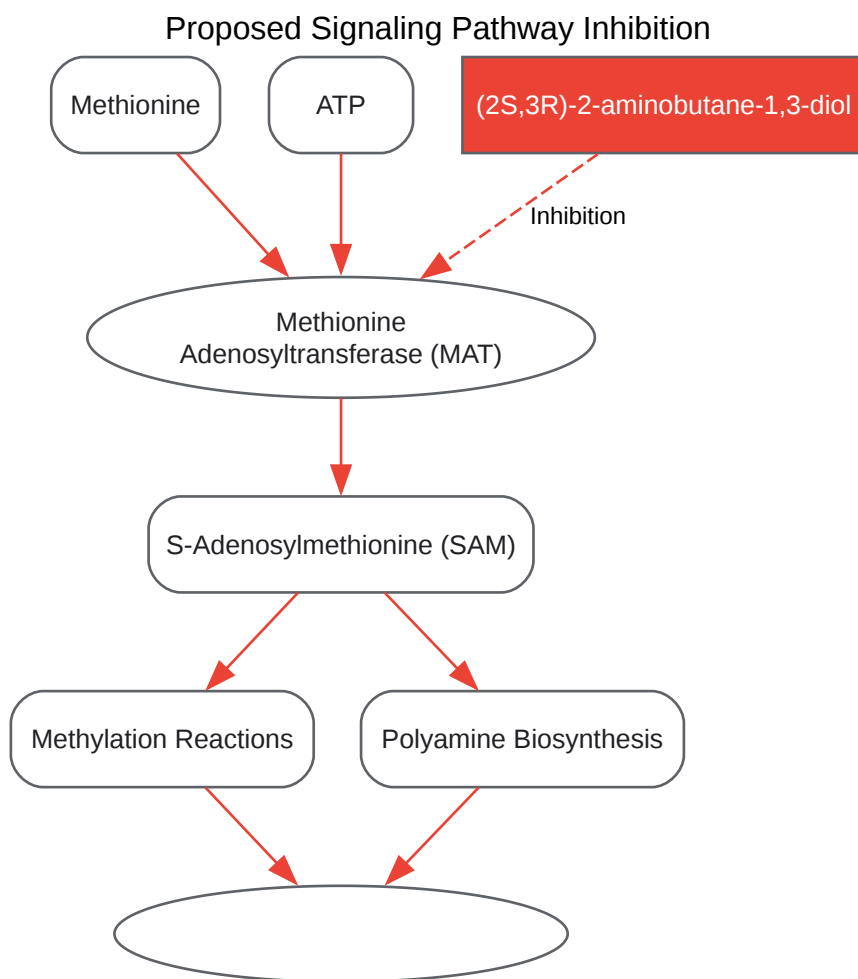 Proposed Signaling Pathway Inhibition
Methionine
ATP
(2S,3R)-2-aminobutane-1,3-diol
Inhibition
Methionine
Adenosyltransferase (MAT)
S-Adenosylmethionine (SAM)
Methylation Reactions
Polyamine Biosynthesis